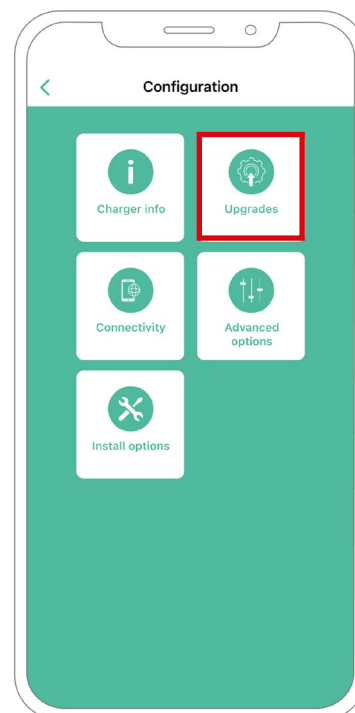 Configuration
Charger info
Upgrades
Connectivity
Advanced
options
Install options